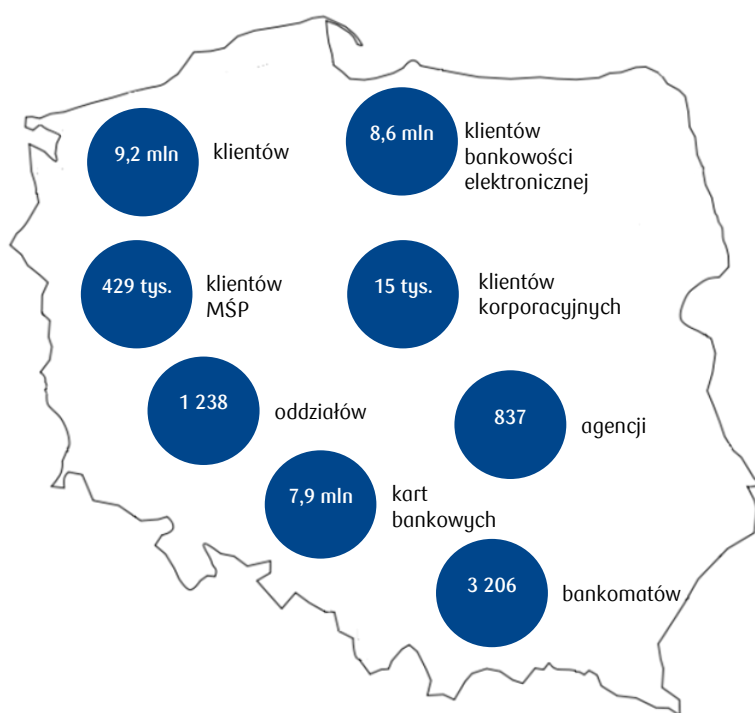 9,2 mln
klientów
8,6 mln
klientów
bankowości
elektronicznej
429 tys.
klientów
MŚP
15 tys.
klientów
korporacyjnych
1 238
oddziałów
837
agencji
7,9 mln
kart
bankowych
3 206
bankomatów